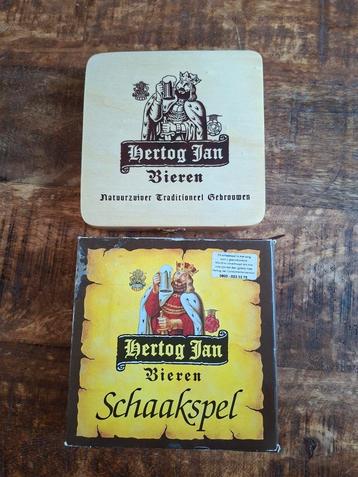 Hertog Jan
Bieren
Natuurzuiver Traditioneel Gebrouwen
Hertog Jan
Bieren
Schaakspel